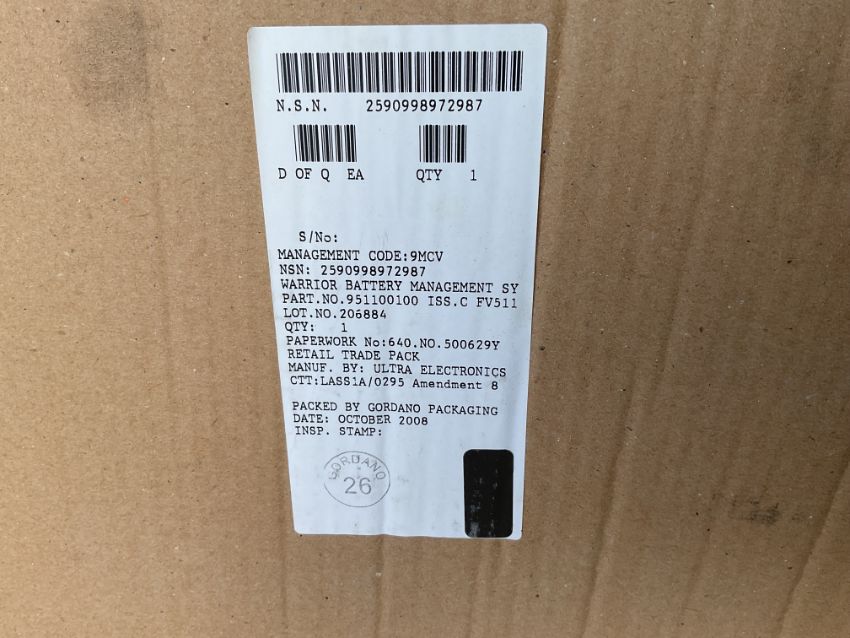 N.S.N. 2590998972987
D OF Q EA QTY 1
S/No:
MANAGEMENT CODE:9MCV
NSN: 2590998972987
WARRIOR BATTERY MANAGEMENT SY
PART.NO.951100100 ISS.C FV511
LOT.NO.206884
QTY: 1
PAPERWORK No:640.NO.500629Y
RETAIL TRADE PACK
MANUF. BY: ULTRA ELECTRONICS
CTT:LASS1A/0295 Amendment 8
PACKED BY GORDANO PACKAGING
DATE: OCTOBER 2008
INSP. STAMP:
GORDANO
26